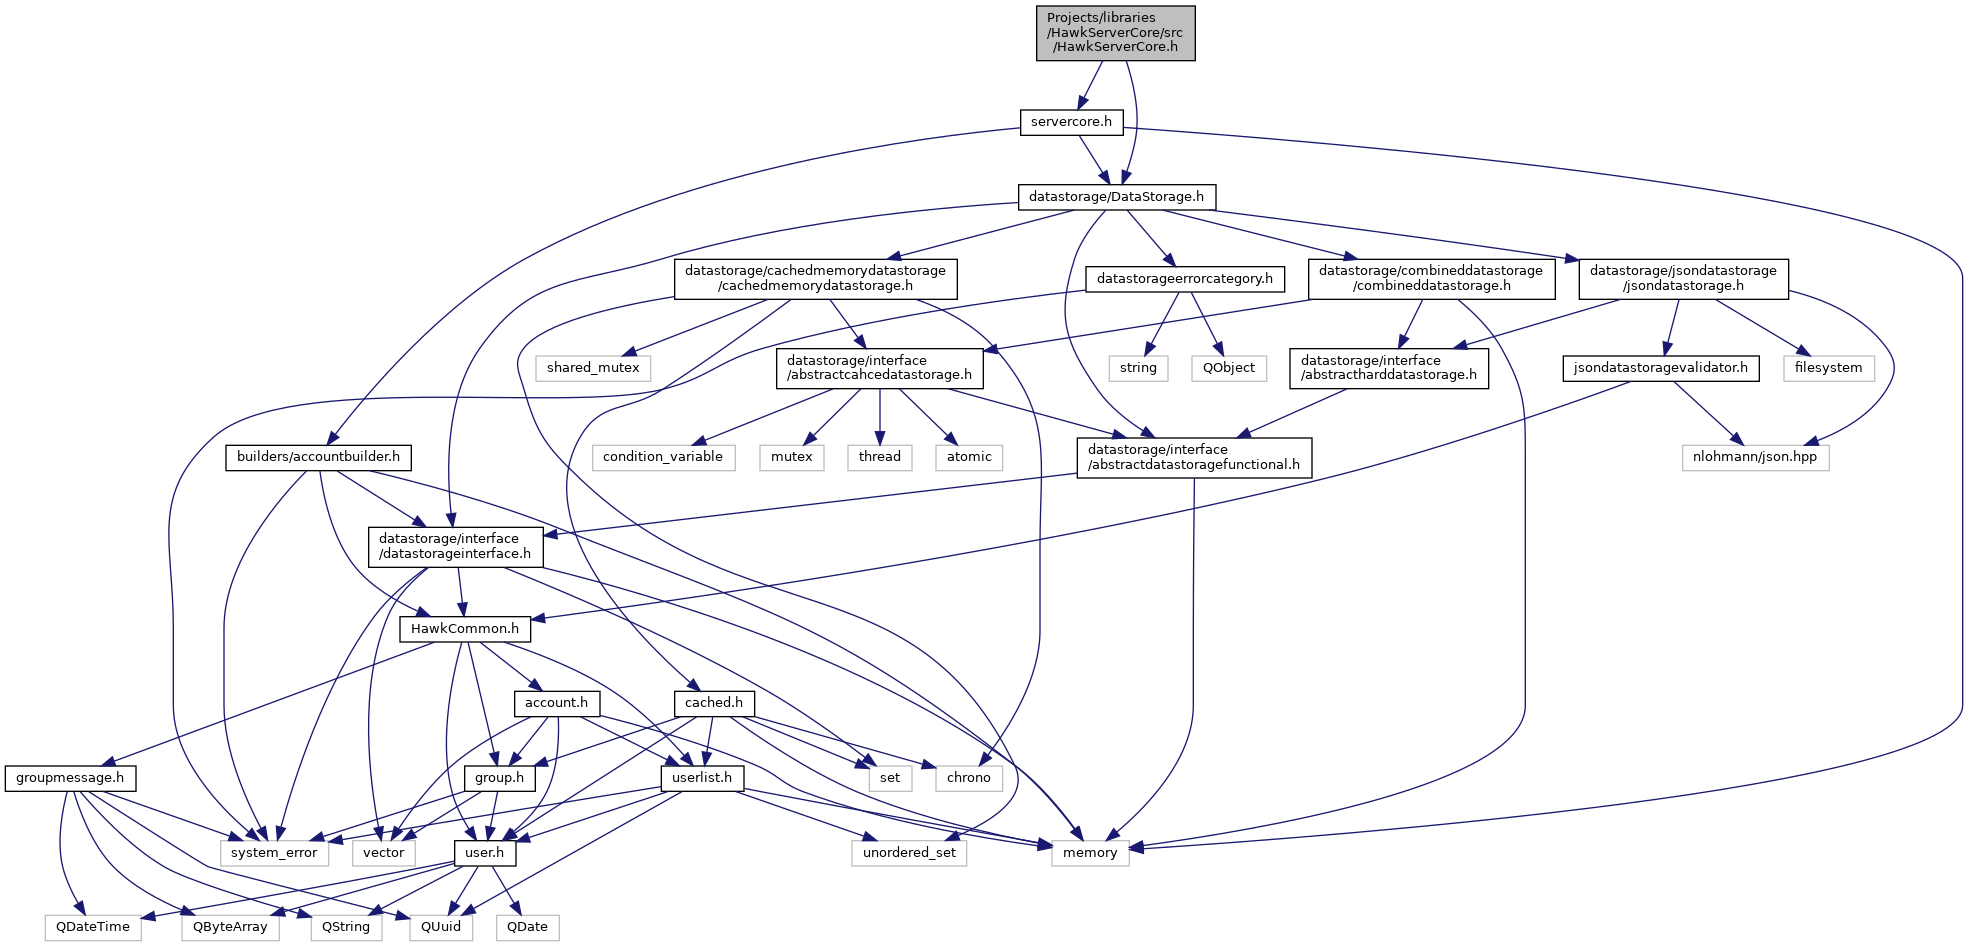 Projects/libraries
/HawkServerCore/src
/HawkServerCore.h
servercore.h
datastorage/DataStorage.h
datastorage/cachedmemorydatastorage
/cachedmemorydatastorage.h
datastorageerrorcategory.h
datastorage/combineddatastorage
/combineddatastorage.h
datastorage/jsondatastorage
/jsondatastorage.h
shared_mutex
datastorage/interface
/abstractcahcedatastorage.h
string
QObject
datastorage/interface
/abstractharddatastorage.h
jsondatastoragevalidator.h
filesystem
builders/accountbuilder.h
condition_variable
mutex
thread
atomic
datastorage/interface
/abstractdatastoragefunctional.h
nlohmann/json.hpp
datastorage/interface
/datastorageinterface.h
HawkCommon.h
account.h
cached.h
groupmessage.h
group.h
userlist.h
set
chrono
system_error
vector
user.h
unordered_set
memory
QDateTime
QByteArray
QString
QUuid
QDate